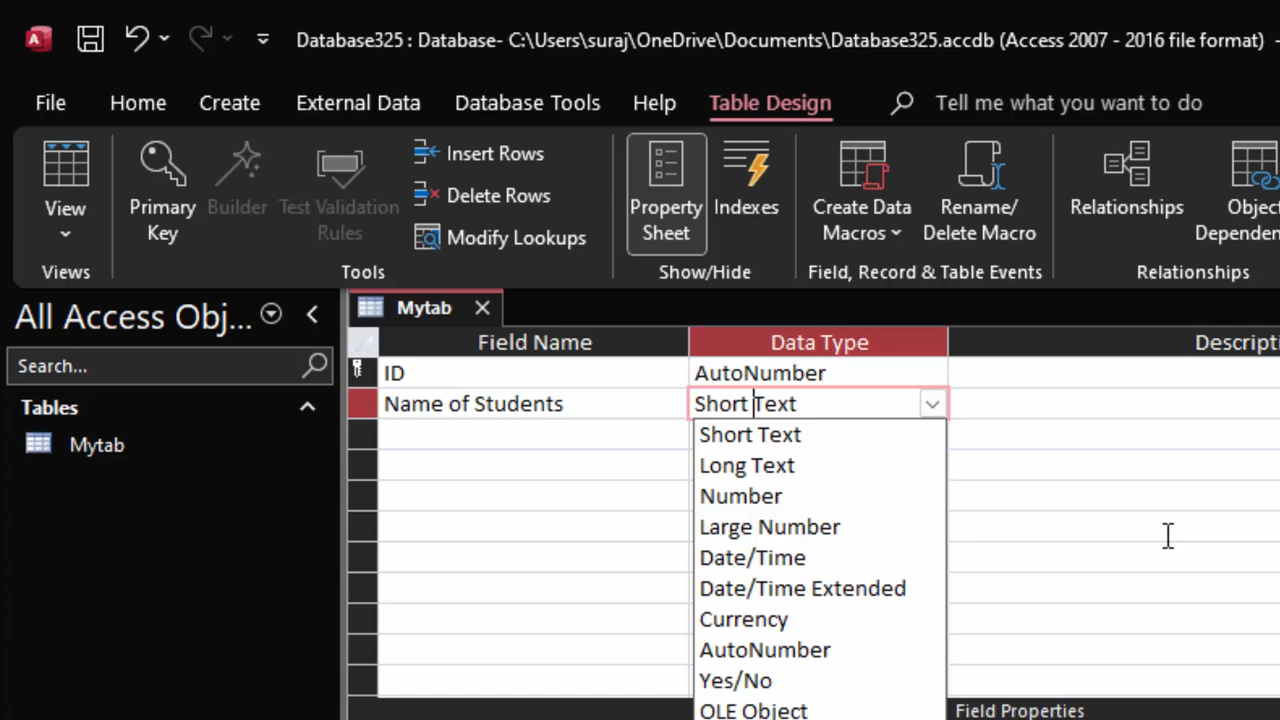 Database325 : Database- C:\Users\suraj\OneDrive\Documents\Database325.accdb (Access 2007 - 2016 file format) -
File Home Create External Data Database Tools Help Table Design Tell me what you want to do
View
Views
Primary Key
Builder
Test Validation Rules
Insert Rows
Delete Rows
Modify Lookups
Tools
Property Sheet
Indexes
Show/Hide
Create Data Macros
Rename/ Delete Macro
Field, Record & Table Events
Relationships
Object
Dependen
Relationships
All Access Obj...
Search...
Tables
Mytab
Mytab
Field Name Data Type Descripti
ID AutoNumber
Name of Students Short Text
Short Text
Long Text
Number
Large Number
Date/Time
Date/Time Extended
Currency
AutoNumber
Yes/No
OLE Object
Field Properties